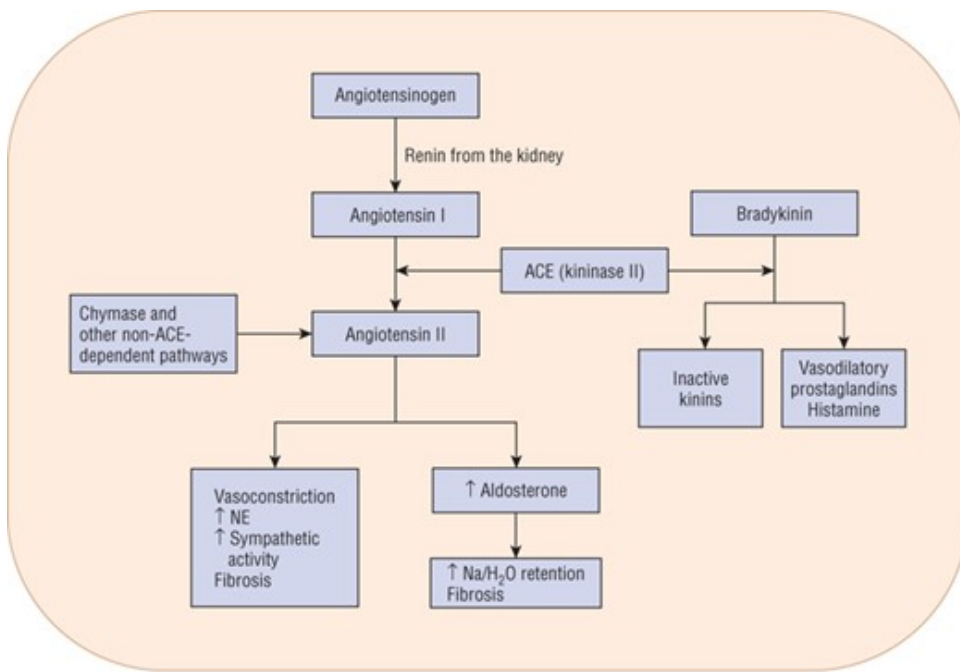 Angiotensinogen
Renin from the kidney
Angiotensin I
Bradykinin
ACE (kininase II)
Chymase and
other non-ACE-
dependent pathways
Angiotensin II
Inactive
kinins
Vasodilatory
prostaglandins
Histamine
Vasoconstriction
↑ NE
↑ Sympathetic
activity
Fibrosis
↑ Aldosterone
↑ Na/H₂O retention
Fibrosis